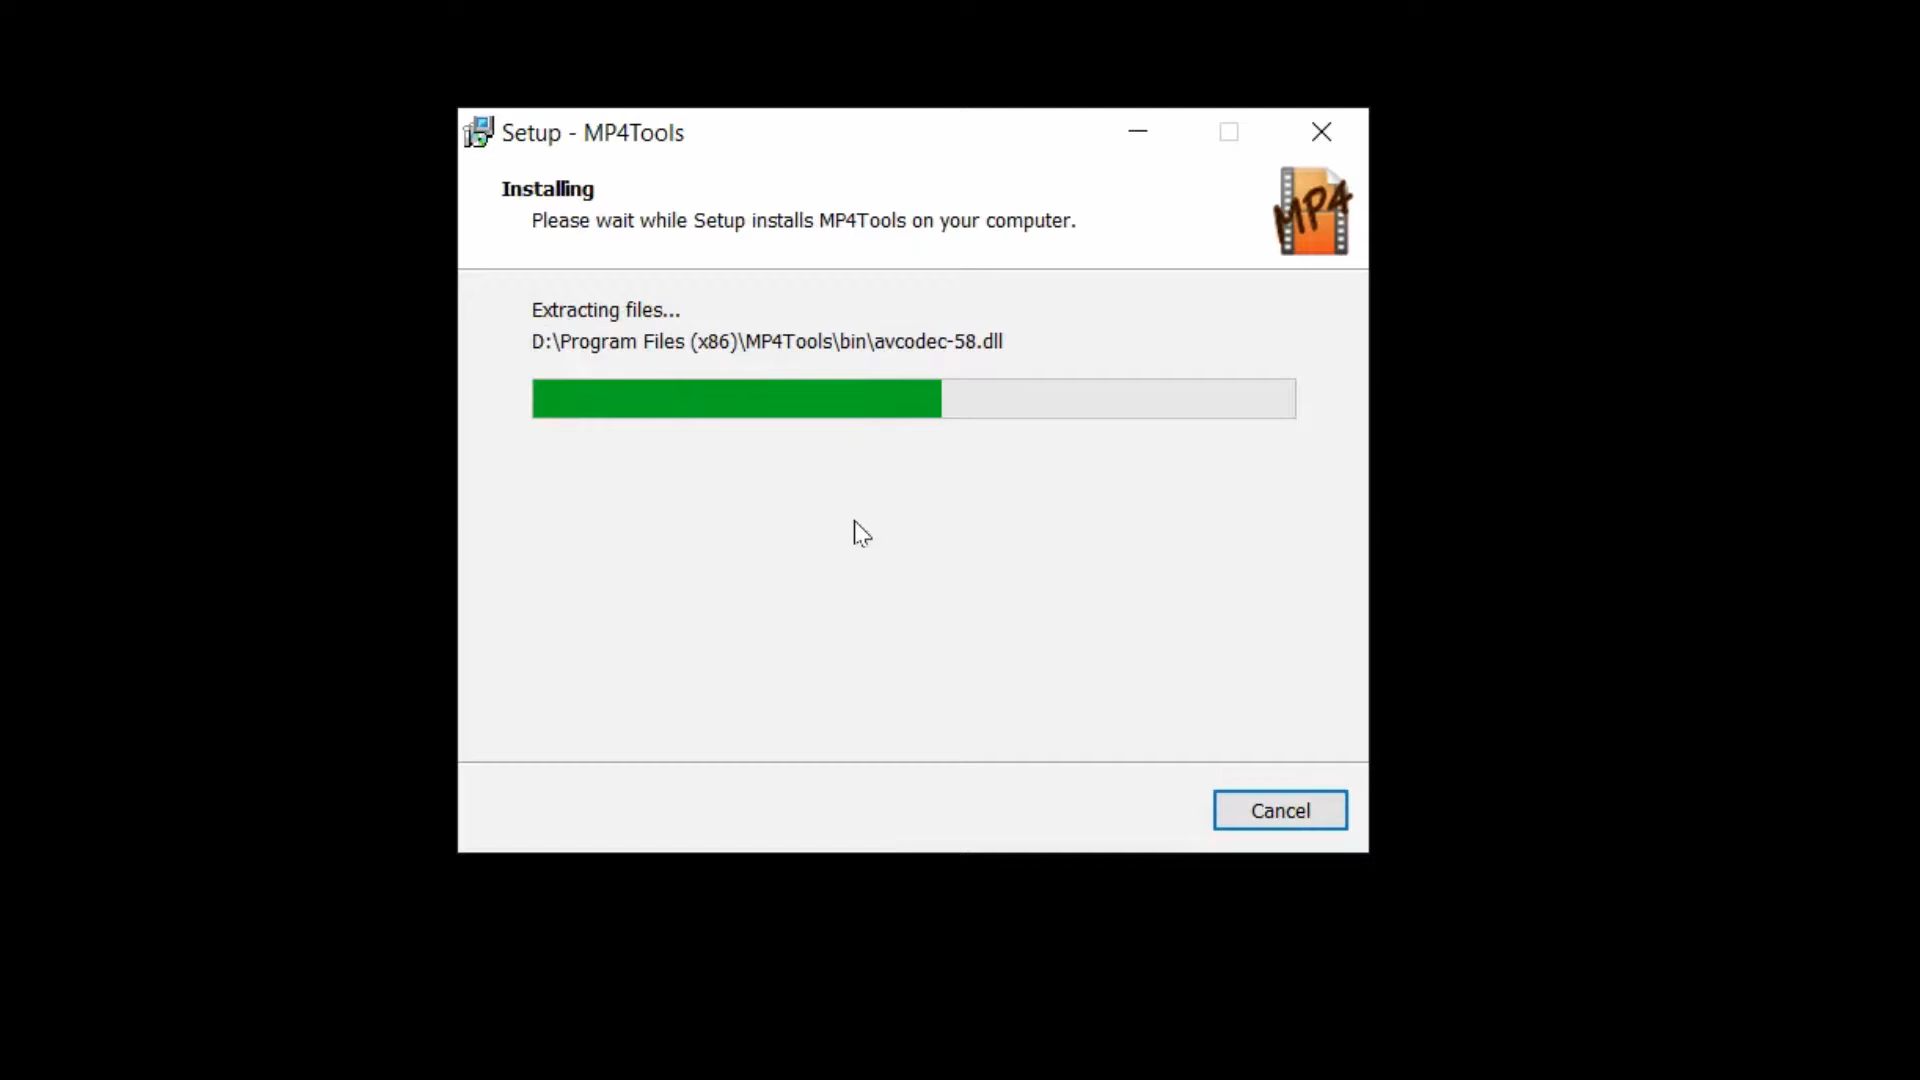 Setup - MP4Tools
Installing
Please wait while Setup installs MP4Tools on your computer.
MP4
Extracting files...
D:\Program Files (x86)\MP4Tools\bin\avcodec-58.dll
Cancel